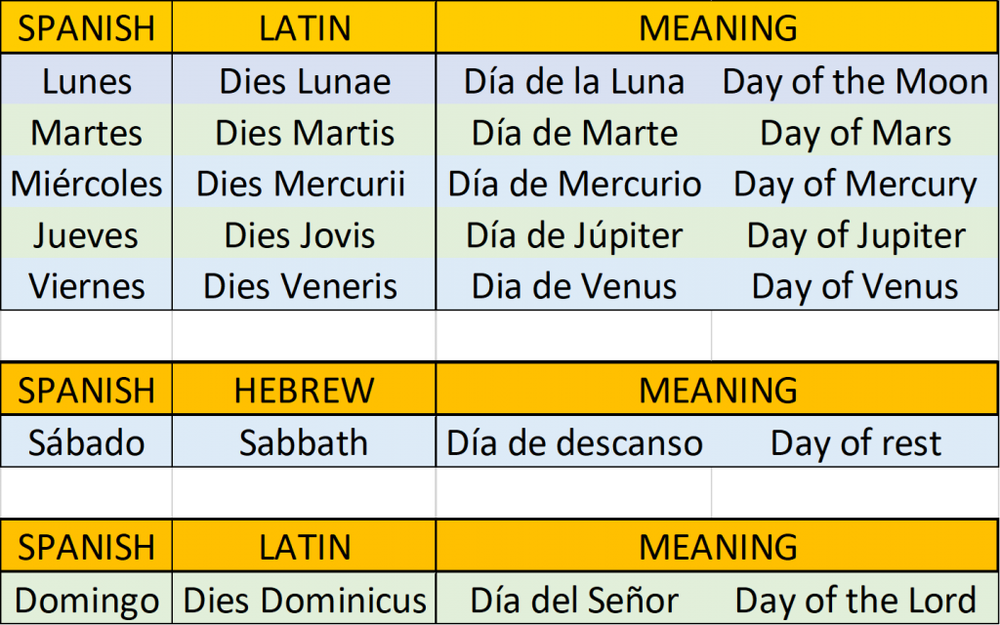 SPANISH LATIN MEANING
Lunes Dies Lunae Día de la Luna Day of the Moon
Martes Dies Martis Día de Marte Day of Mars
Miércoles Dies Mercurii Día de Mercurio Day of Mercury
Jueves Dies Jovis Día de Júpiter Day of Jupiter
Viernes Dies Veneris Dia de Venus Day of Venus
SPANISH HEBREW MEANING
Sábado Sabbath Día de descanso Day of rest
SPANISH LATIN MEANING
Domingo Dies Dominicus Día del Señor Day of the Lord